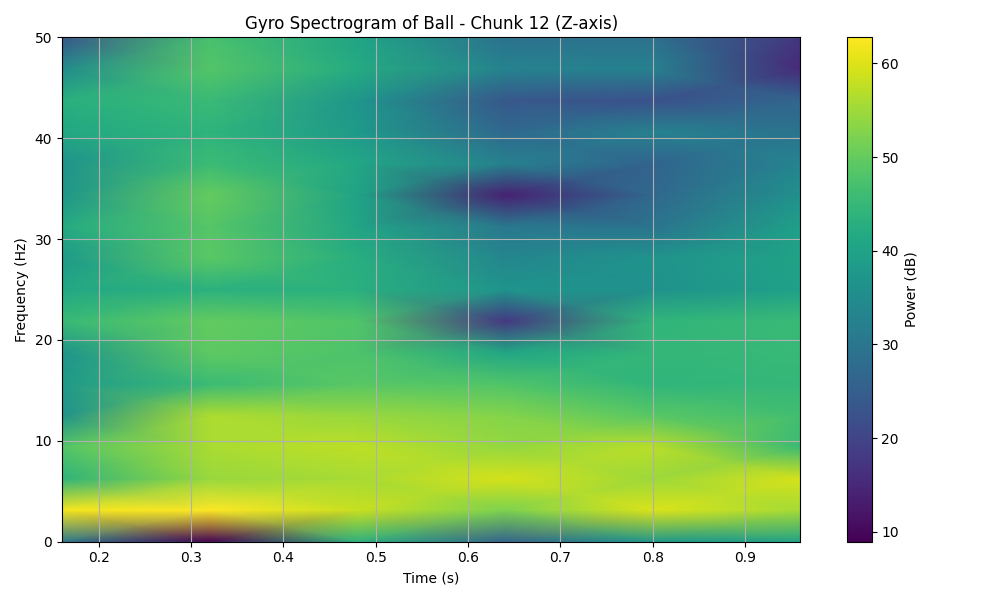 Gyro Spectrogram of Ball - Chunk 12 (Z-axis)
Frequency (Hz)
50
40
30
20
10
0
0.2 0.3 0.4 0.5 0.6 0.7 0.8 0.9
Time (s)
60
50
40
30
20
10
Power (dB)